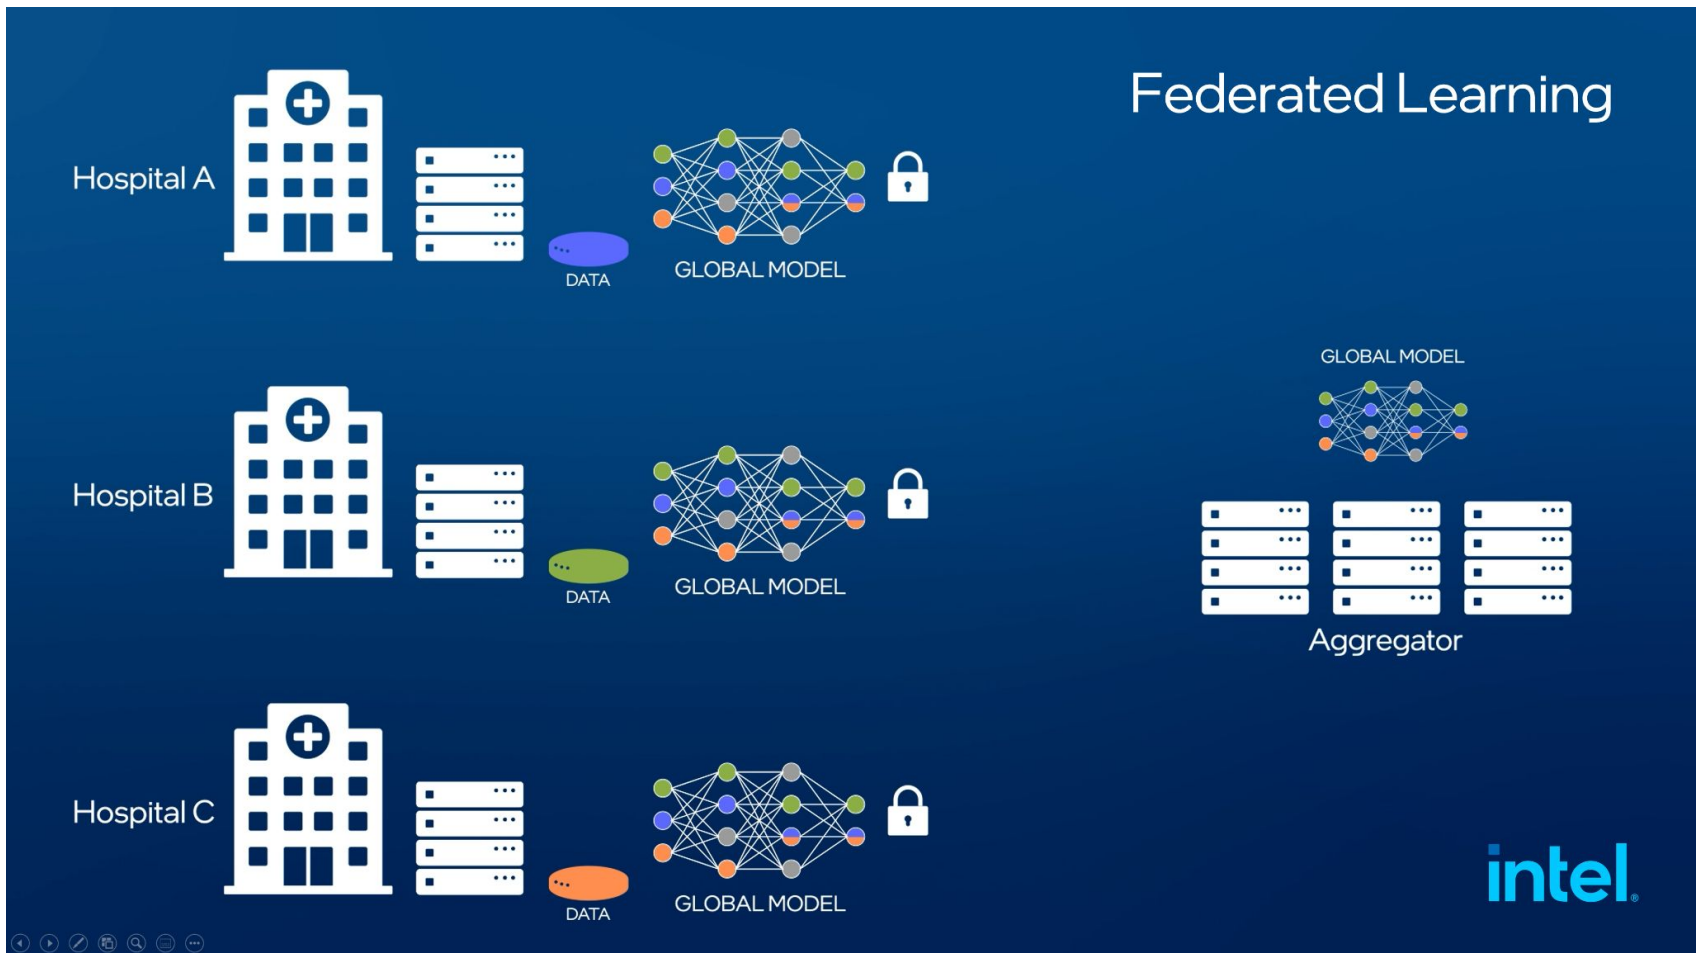 Federated Learning
Hospital A
DATA
GLOBAL MODEL
GLOBAL MODEL
Hospital B
DATA
GLOBAL MODEL
Aggregator
Hospital C
DATA
GLOBAL MODEL
intel®